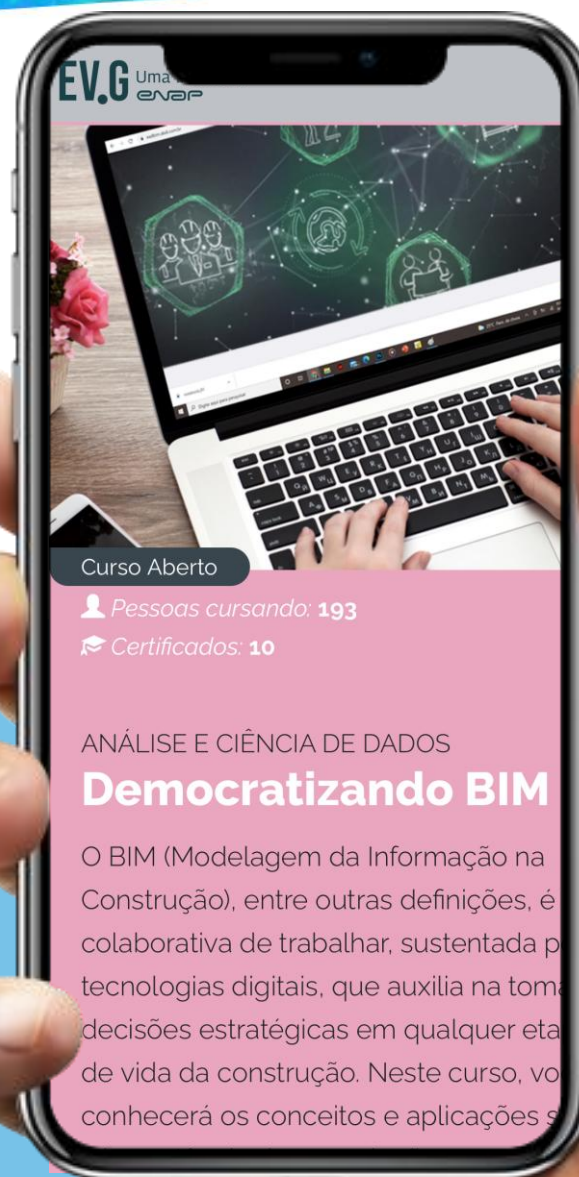 EV.G Uma
enap
Curso Aberto
Pessoas cursando: 193
Certificados: 10
ANÁLISE E CIÊNCIA DE DADOS
Democratizando BIM
O BIM (Modelagem da Informação na
Construção), entre outras definições, é
colaborativa de trabalhar, sustentada p
tecnologias digitais, que auxilia na toma
decisões estratégicas em qualquer eta
de vida da construção. Neste curso, vo
conhecerá os conceitos e aplicações s